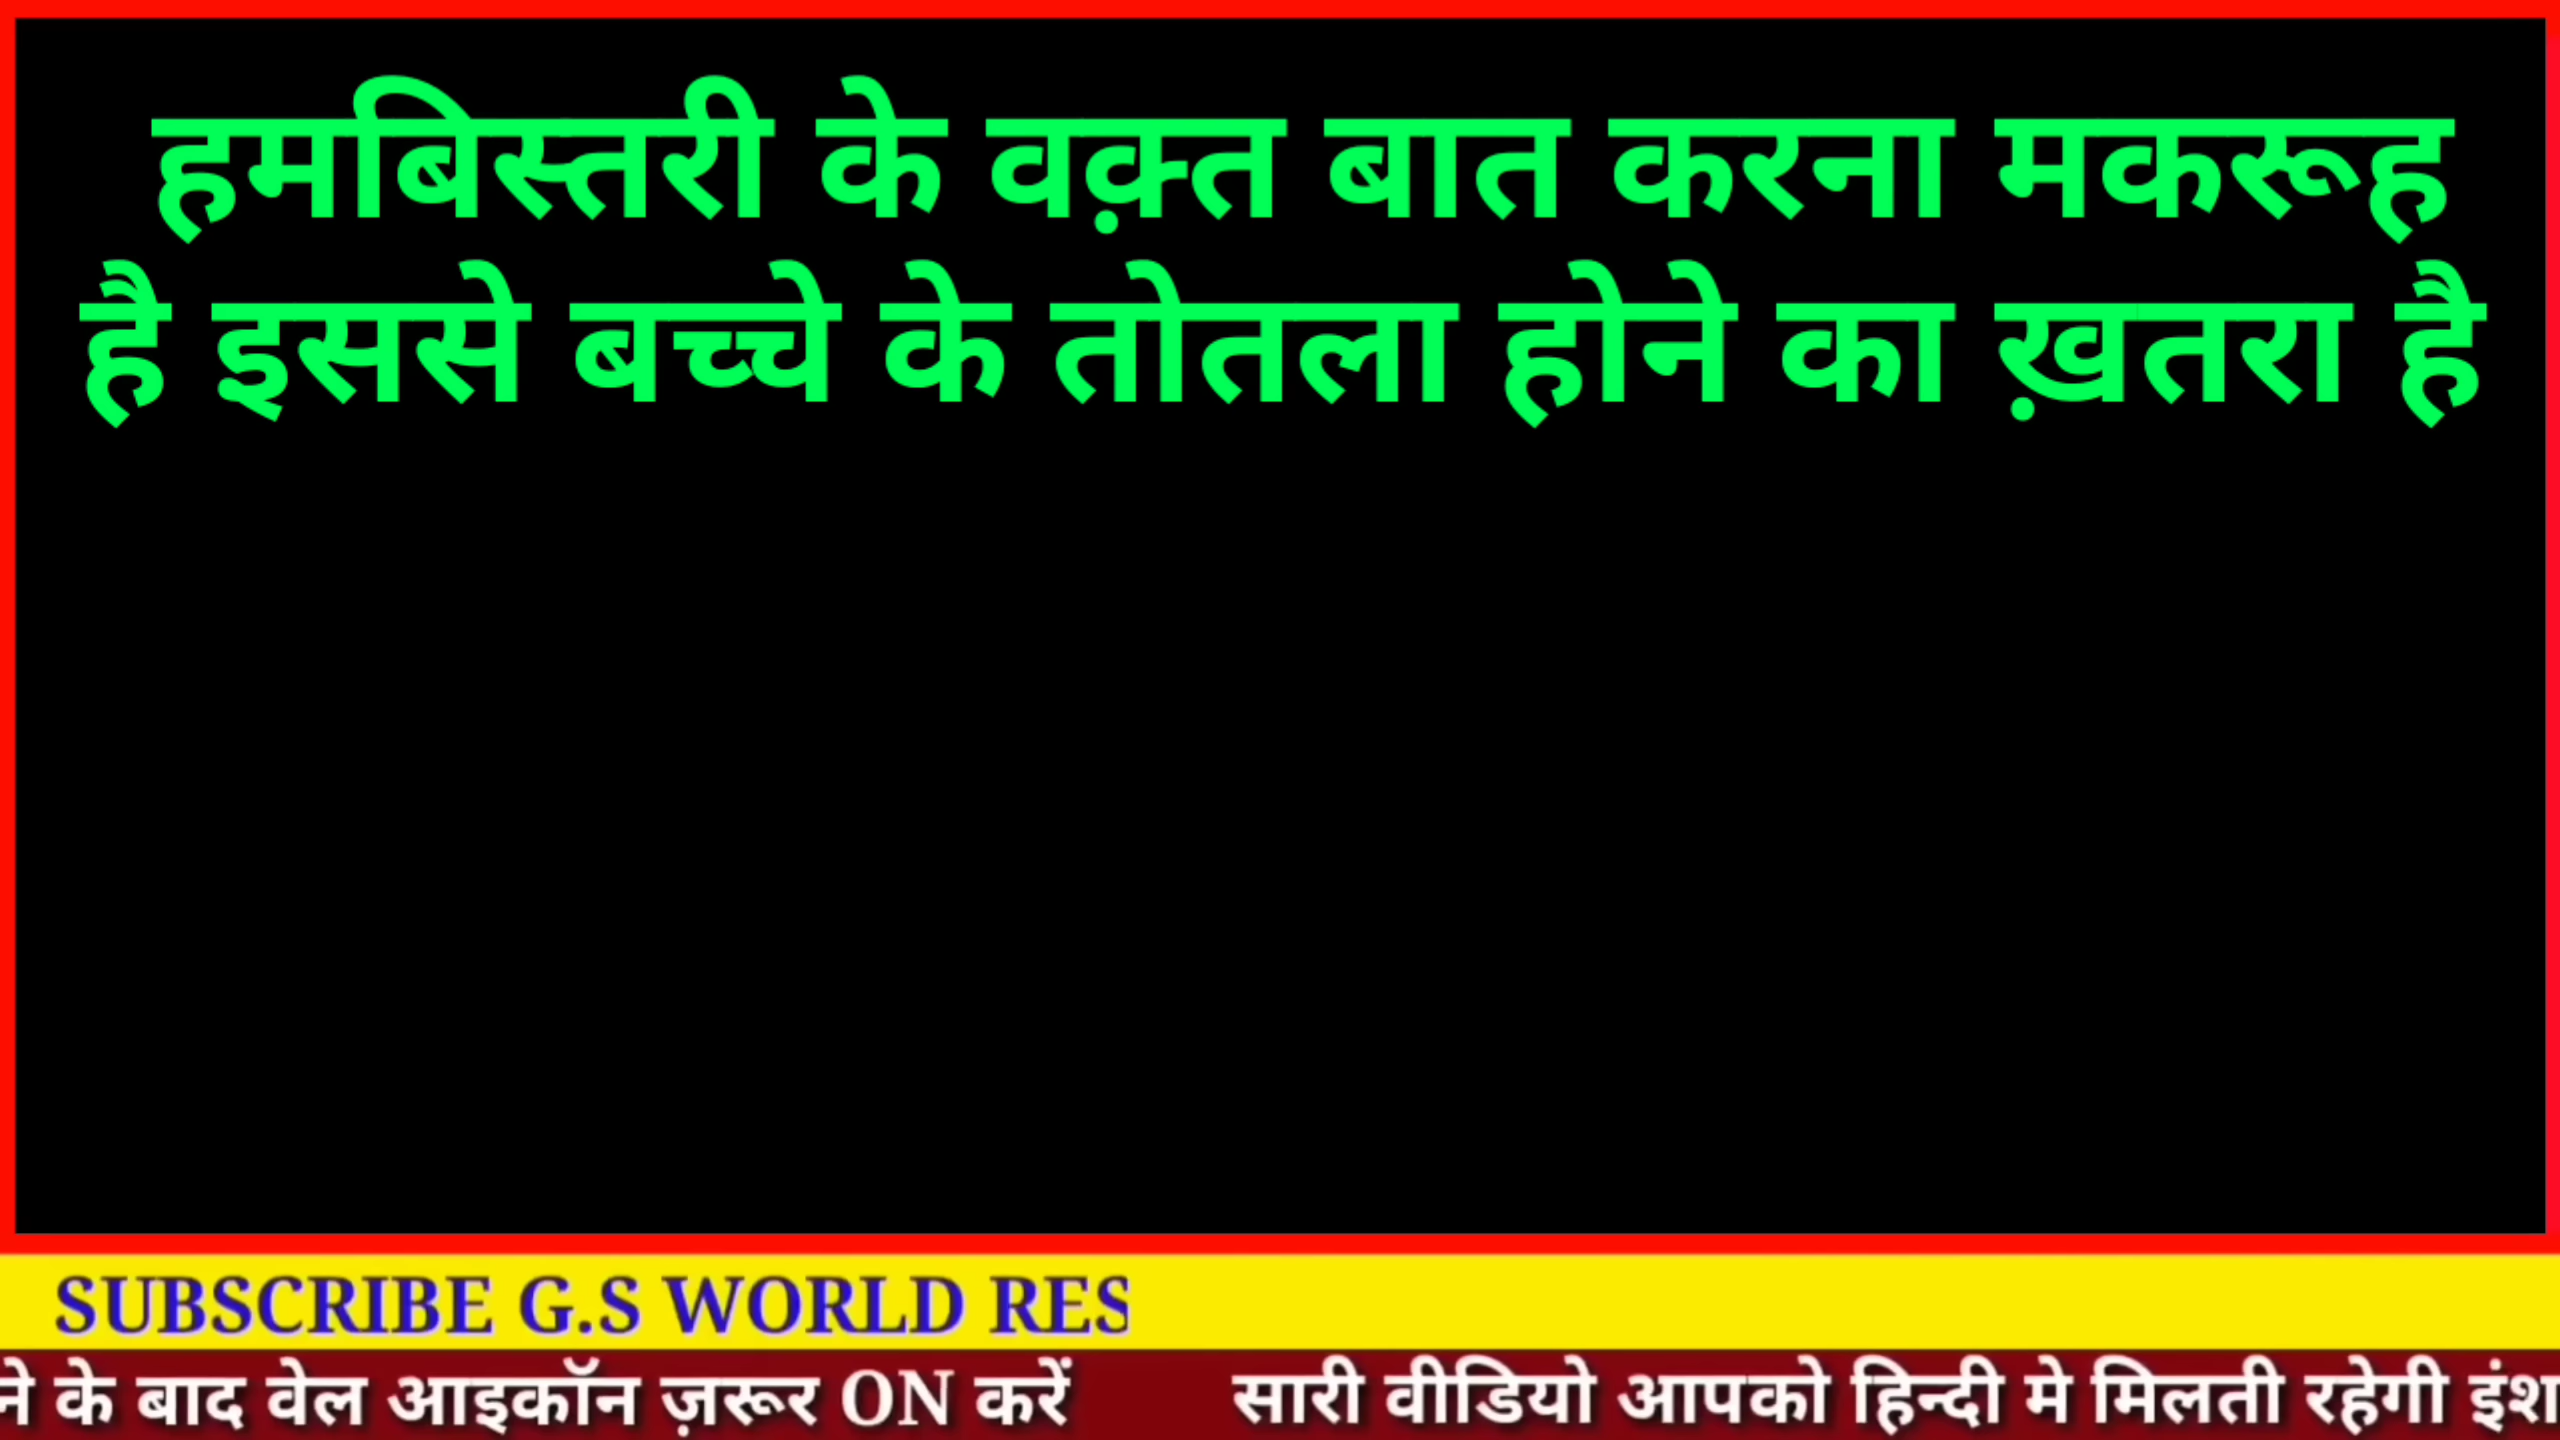 हमबिस्तरी के वक़्त बात करना मकरूह
है इससे बच्चे के तोतला होने का ख़तरा है
SUBSCRIBE G.S WORLD RES
ने के बाद वेल आइकॉन ज़रूर ON करें सारी वीडियो आपको हिन्दी मे मिलती रहेगी इंश